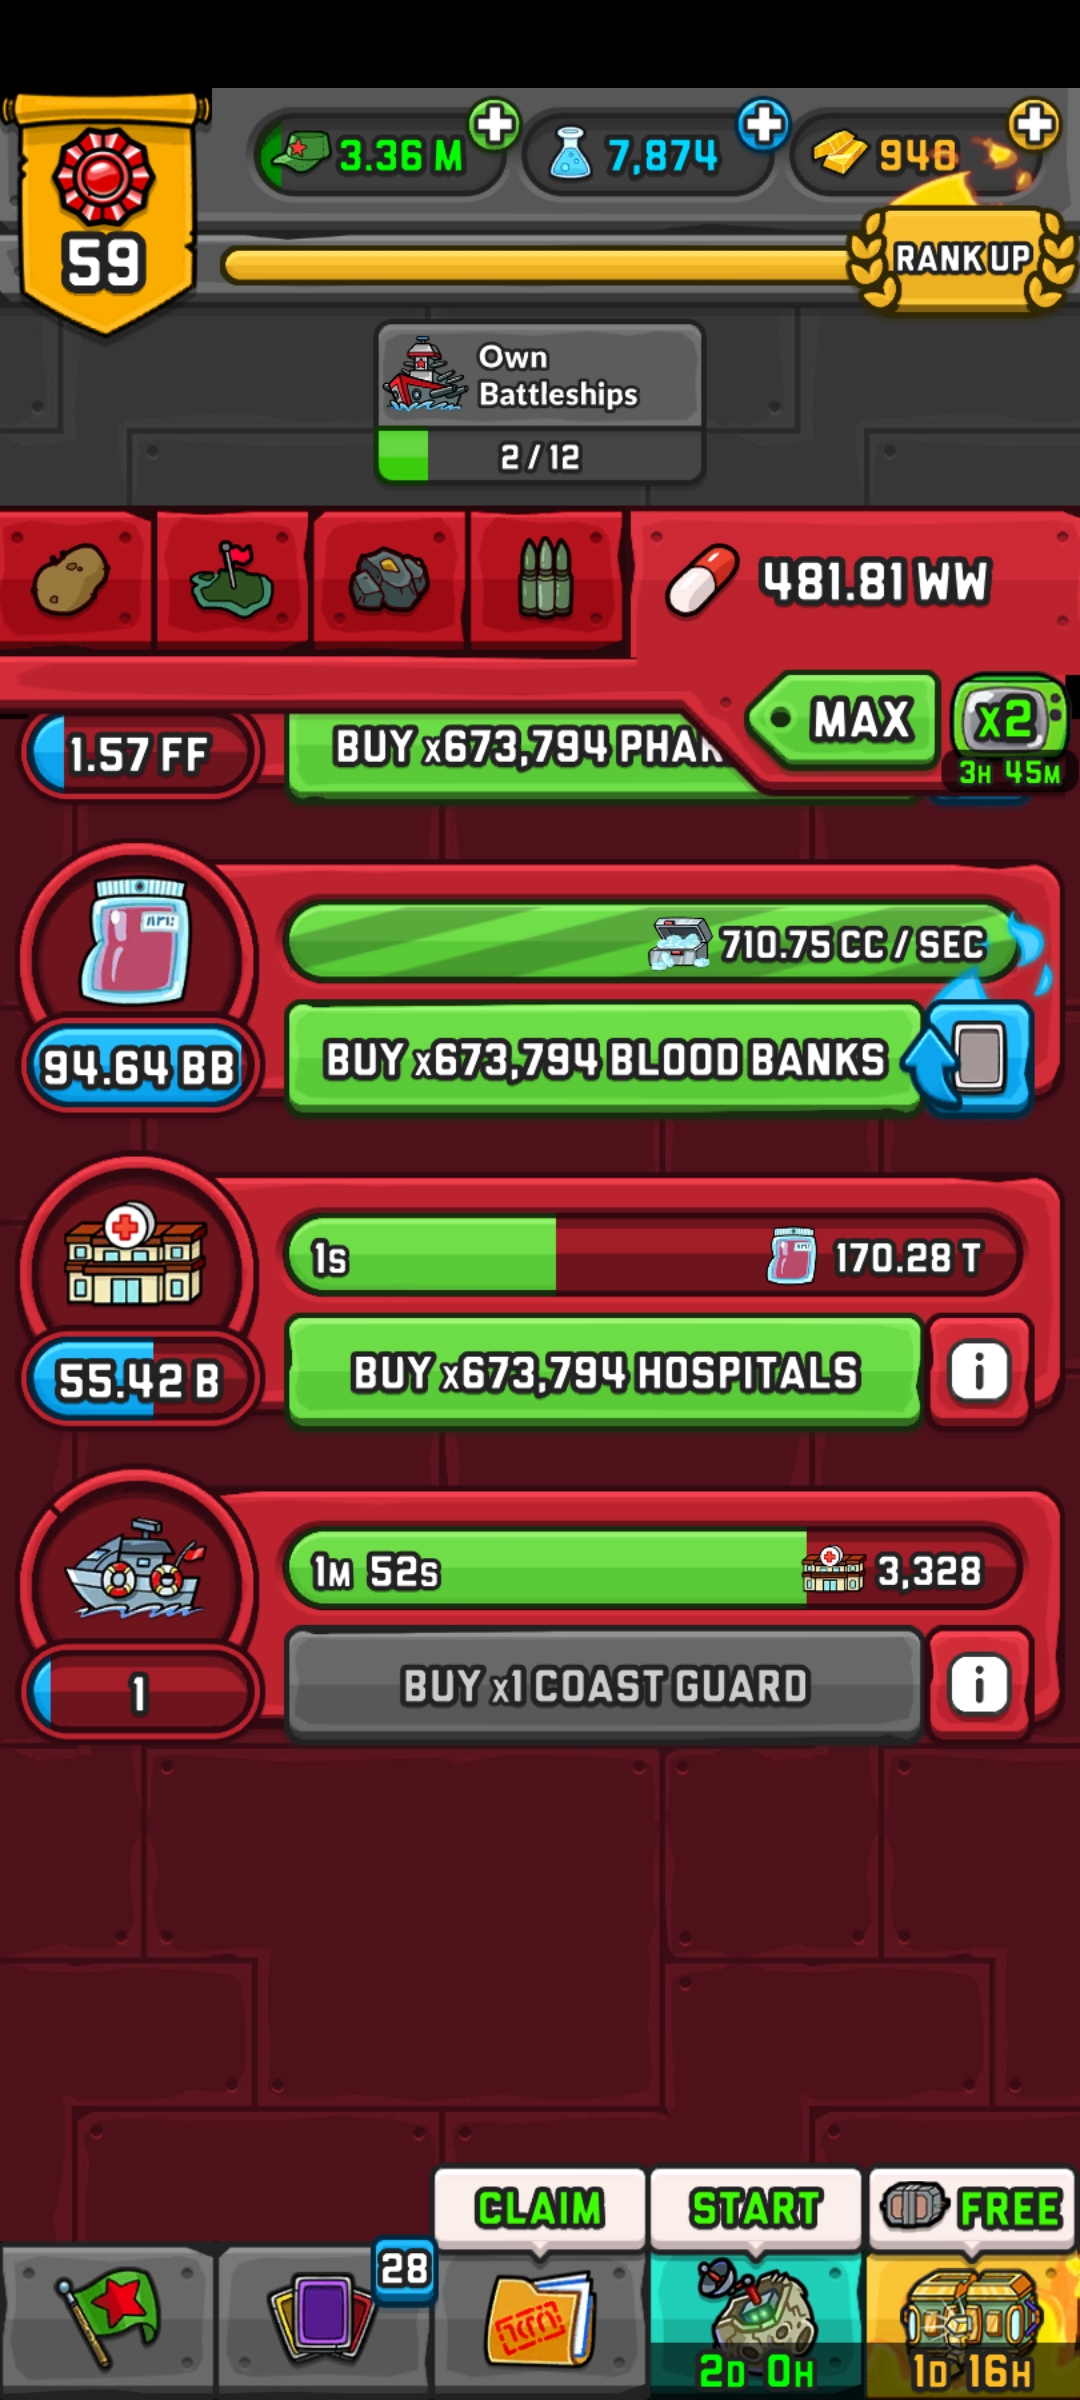 3.36 M
7,874
940
59
RANK UP
Own
Battleships
2 / 12
481.81 WW
MAX
x2
3H 45M
1.57 FF
BUY x673,794 PHAR
710.75 CC / SEC
94.64 BB
BUY x673,794 BLOOD BANKS
1S
170.28 T
55.42 B
BUY x673,794 HOSPITALS
i
1M 52S
3,328
1
BUY x1 COAST GUARD
i
CLAIM
START
FREE
28
2D 0H
1D 16H